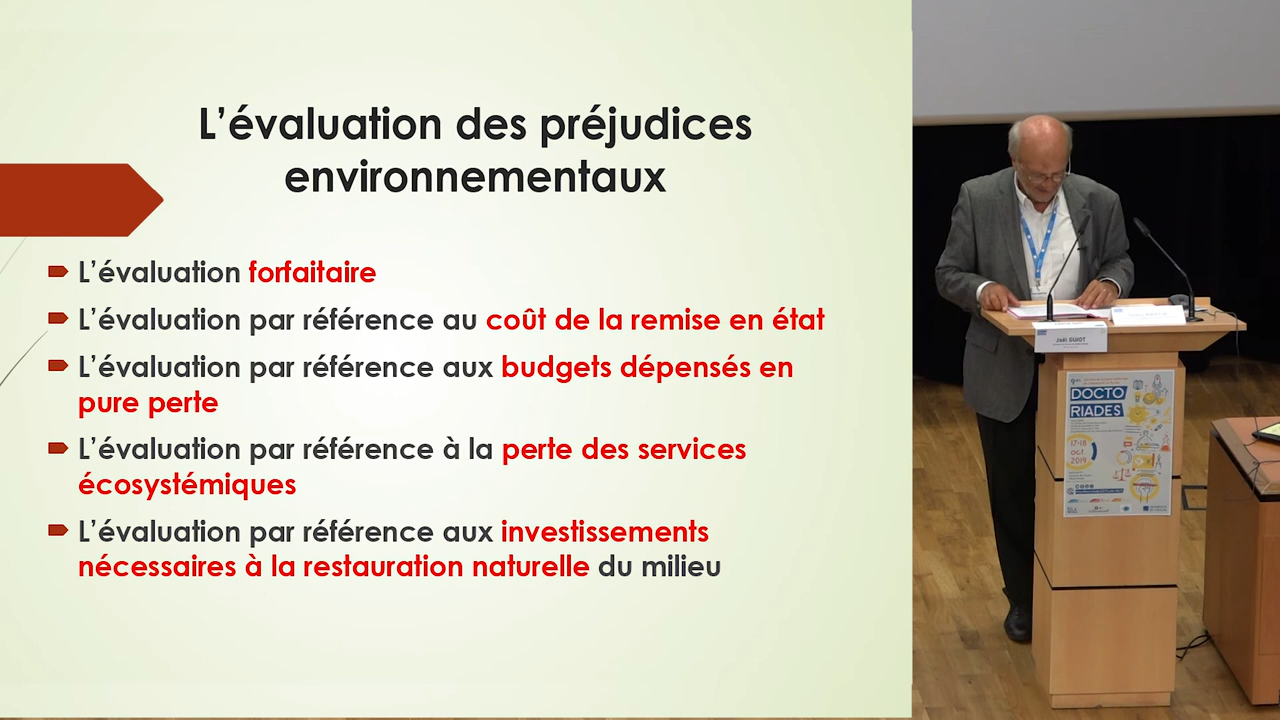 L'évaluation des préjudices
environnementaux
L'évaluation forfaitaire
L'évaluation par référence au coût de la remise en état
L'évaluation par référence aux budgets dépensés en
pure perte
L'évaluation par référence à la perte des services
écosystémiques
L'évaluation par référence aux investissements
nécessaires à la restauration naturelle du milieu
Joël GUIOT
DOCTO
RIADES
17-18
OCT.
2019